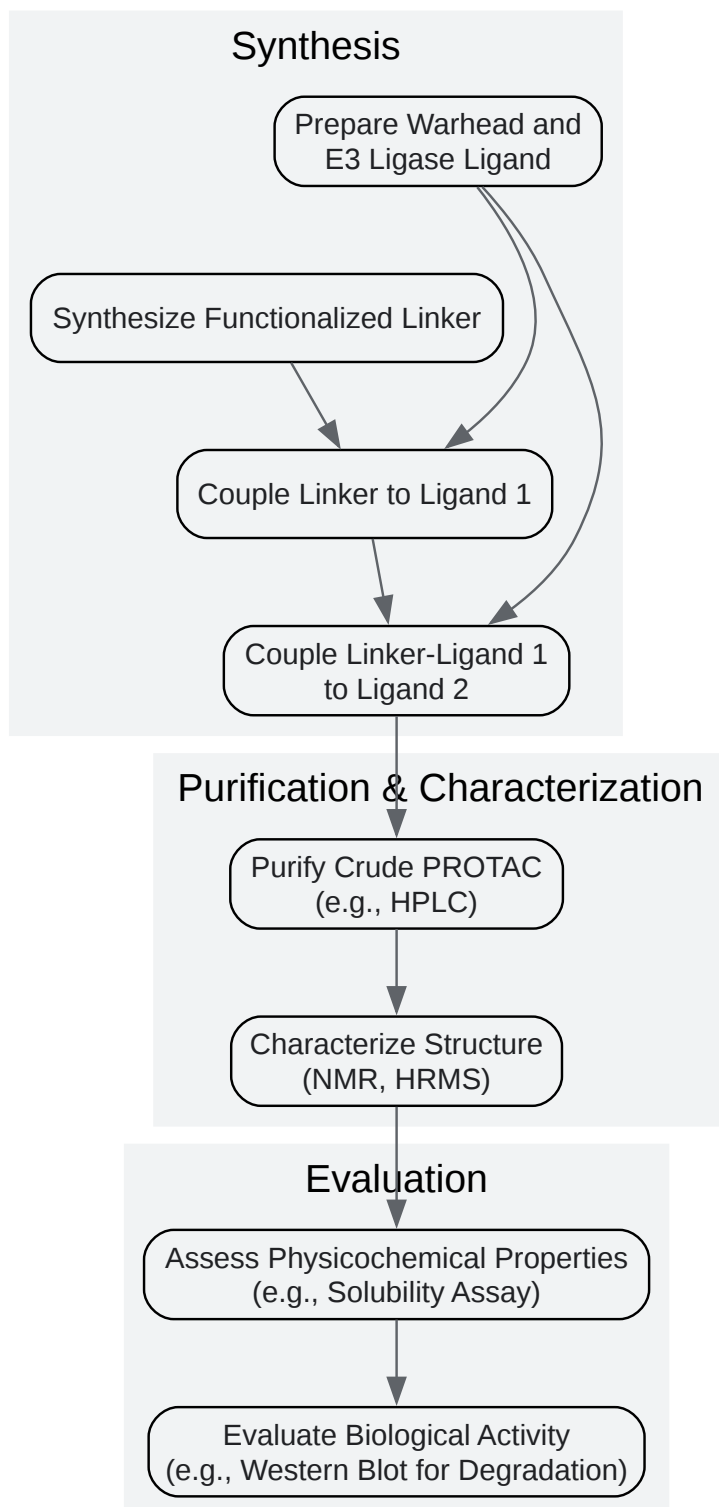 Synthesis
Prepare Warhead and
E3 Ligase Ligand
Synthesize Functionalized Linker
Couple Linker to Ligand 1
Couple Linker-Ligand 1
to Ligand 2
Purification & Characterization
Purify Crude PROTAC
(e.g., HPLC)
Characterize Structure
(NMR, HRMS)
Evaluation
Assess Physicochemical Properties
(e.g., Solubility Assay)
Evaluate Biological Activity
(e.g., Western Blot for Degradation)